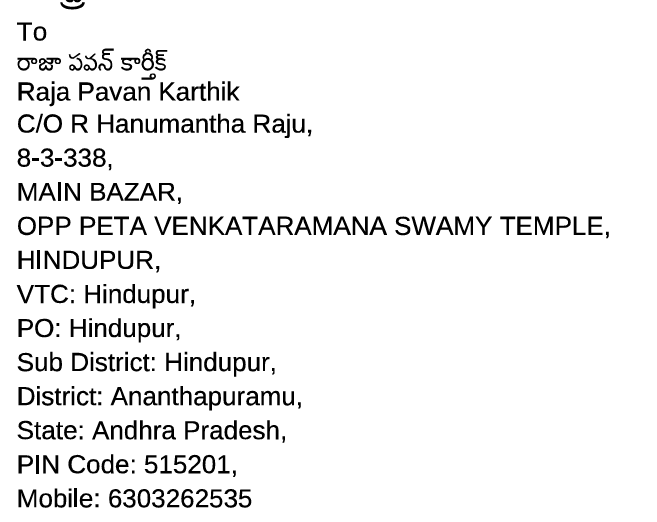 To
రాజా పవన్ కార్తీక్
Raja Pavan Karthik
C/O R Hanumantha Raju,
8-3-338,
MAIN BAZAR,
OPP PETA VENKATARAMANA SWAMY TEMPLE,
HINDUPUR,
VTC: Hindupur,
PO: Hindupur,
Sub District: Hindupur,
District: Ananthapuramu,
State: Andhra Pradesh,
PIN Code: 515201,
Mobile: 6303262535